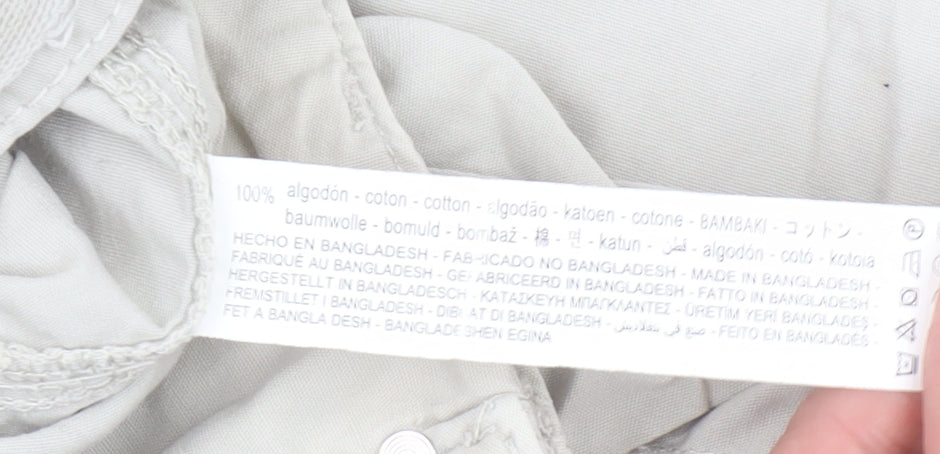 100% algodón - coton - cotton - algodão - katoen - cotone - BAMBAKI - コットン -
baumwolle - bomuld - bombaž - 棉 - 면 - katun - قطن - algodón - cotó - kotoia
HECHO EN BANGLADESH - FABRICADO NO BANGLADESH - MADE IN BANGLADESH -
FABRIQUÉ AU BANGLADESH - GEFABRICEERD IN BANGLADESH - FATTO IN BANGLADESH -
HERGESTELLT IN BANGLADESCH - ΚΑΤΑΣΚΕΥΗ ΜΠΑΓΚΛΑΝΤΕΣ - ÜRETİM YERİ BANGLADEŞ -
FREMSTILLET I BANGLADESH - DIBUAT DI BANGLADESH - صنع في بنغلاديش - FEITO EN BANGLADÉS -
FET A BANGLA DESH - BANGLADESHEN EGINA